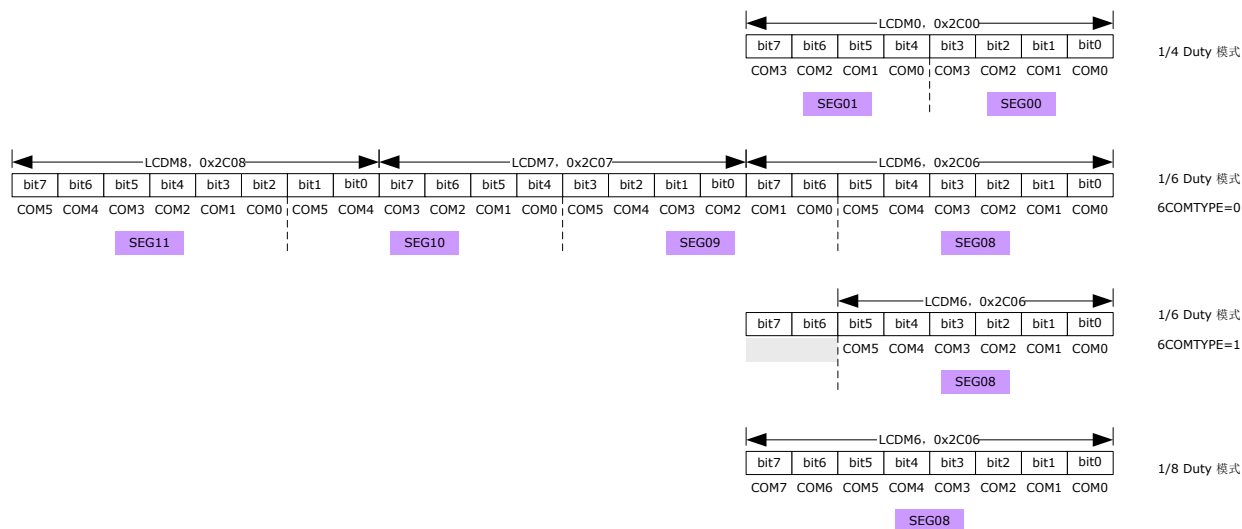 LCDM0，0x2C00
bit7 bit6 bit5 bit4 bit3 bit2 bit1 bit0 1/4 Duty 模式
COM3 COM2 COM1 COM0 COM3 COM2 COM1 COM0
SEG01 SEG00
LCDM8，0x2C08 LCDM7，0x2C07 LCDM6，0x2C06
bit7 bit6 bit5 bit4 bit3 bit2 bit1 bit0 bit7 bit6 bit5 bit4 bit3 bit2 bit1 bit0 bit7 bit6 bit5 bit4 bit3 bit2 bit1 bit0 1/6 Duty 模式
COM5 COM4 COM3 COM2 COM1 COM0 COM5 COM4 COM3 COM2 COM1 COM0 COM5 COM4 COM3 COM2 COM1 COM0 COM5 COM4 COM3 COM2 COM1 COM0 6COMTYPE=0
SEG11 SEG10 SEG09 SEG08
LCDM6，0x2C06
bit7 bit6 bit5 bit4 bit3 bit2 bit1 bit0 1/6 Duty 模式
COM5 COM4 COM3 COM2 COM1 COM0 6COMTYPE=1
SEG08
LCDM6，0x2C06
bit7 bit6 bit5 bit4 bit3 bit2 bit1 bit0 1/8 Duty 模式
COM7 COM6 COM5 COM4 COM3 COM2 COM1 COM0
SEG08